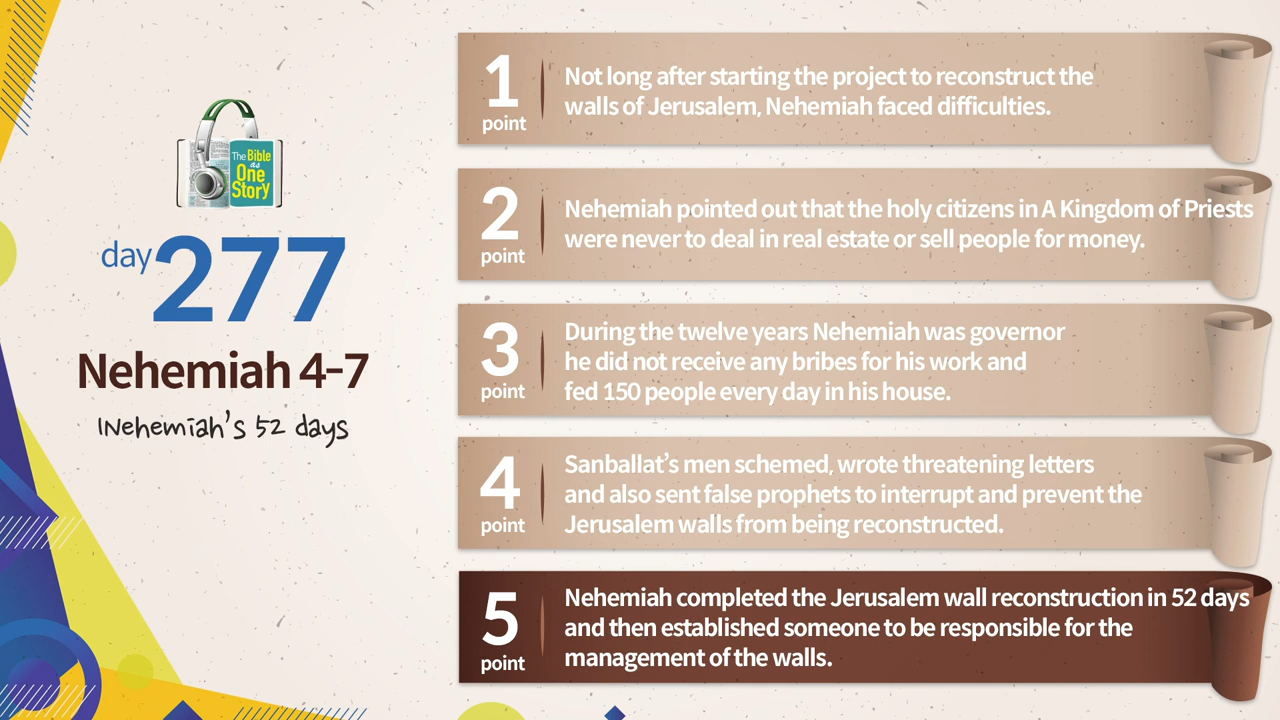 The Bible
as
One
Story
day 277
Nehemiah 4-7
Nehemiah's 52 days
1
point
Not long after starting the project to reconstruct the
walls of Jerusalem, Nehemiah faced difficulties.
2
point
Nehemiah pointed out that the holy citizens in A Kingdom of Priests
were never to deal in real estate or sell people for money.
3
point
During the twelve years Nehemiah was governor
he did not receive any bribes for his work and
fed 150 people every day in his house.
4
point
Sanballat's men schemed, wrote threatening letters
and also sent false prophets to interrupt and prevent the
Jerusalem walls from being reconstructed.
5
point
Nehemiah completed the Jerusalem wall reconstruction in 52 days
and then established someone to be responsible for the
management of the walls.